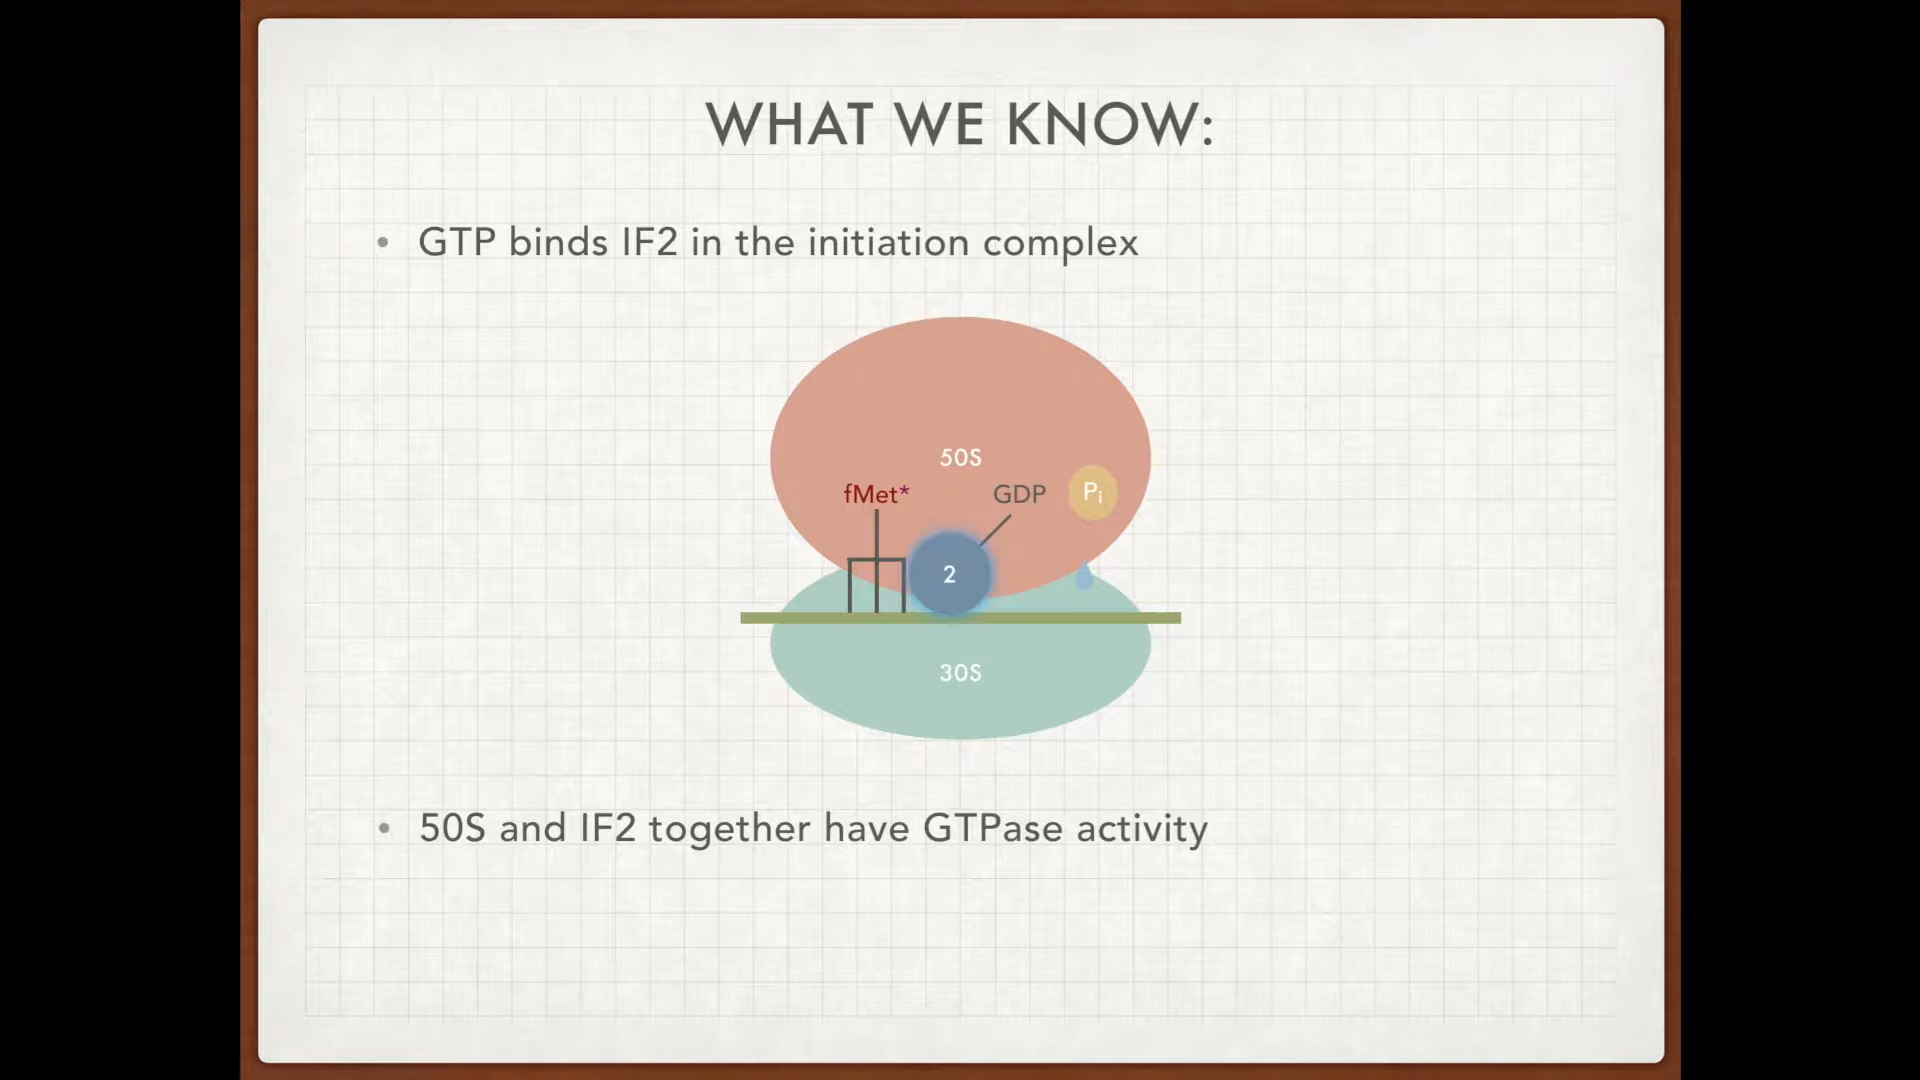 WHAT WE KNOW:
• GTP binds IF2 in the initiation complex
50S
fMet* GDP Pᵢ
2
30S
• 50S and IF2 together have GTPase activity